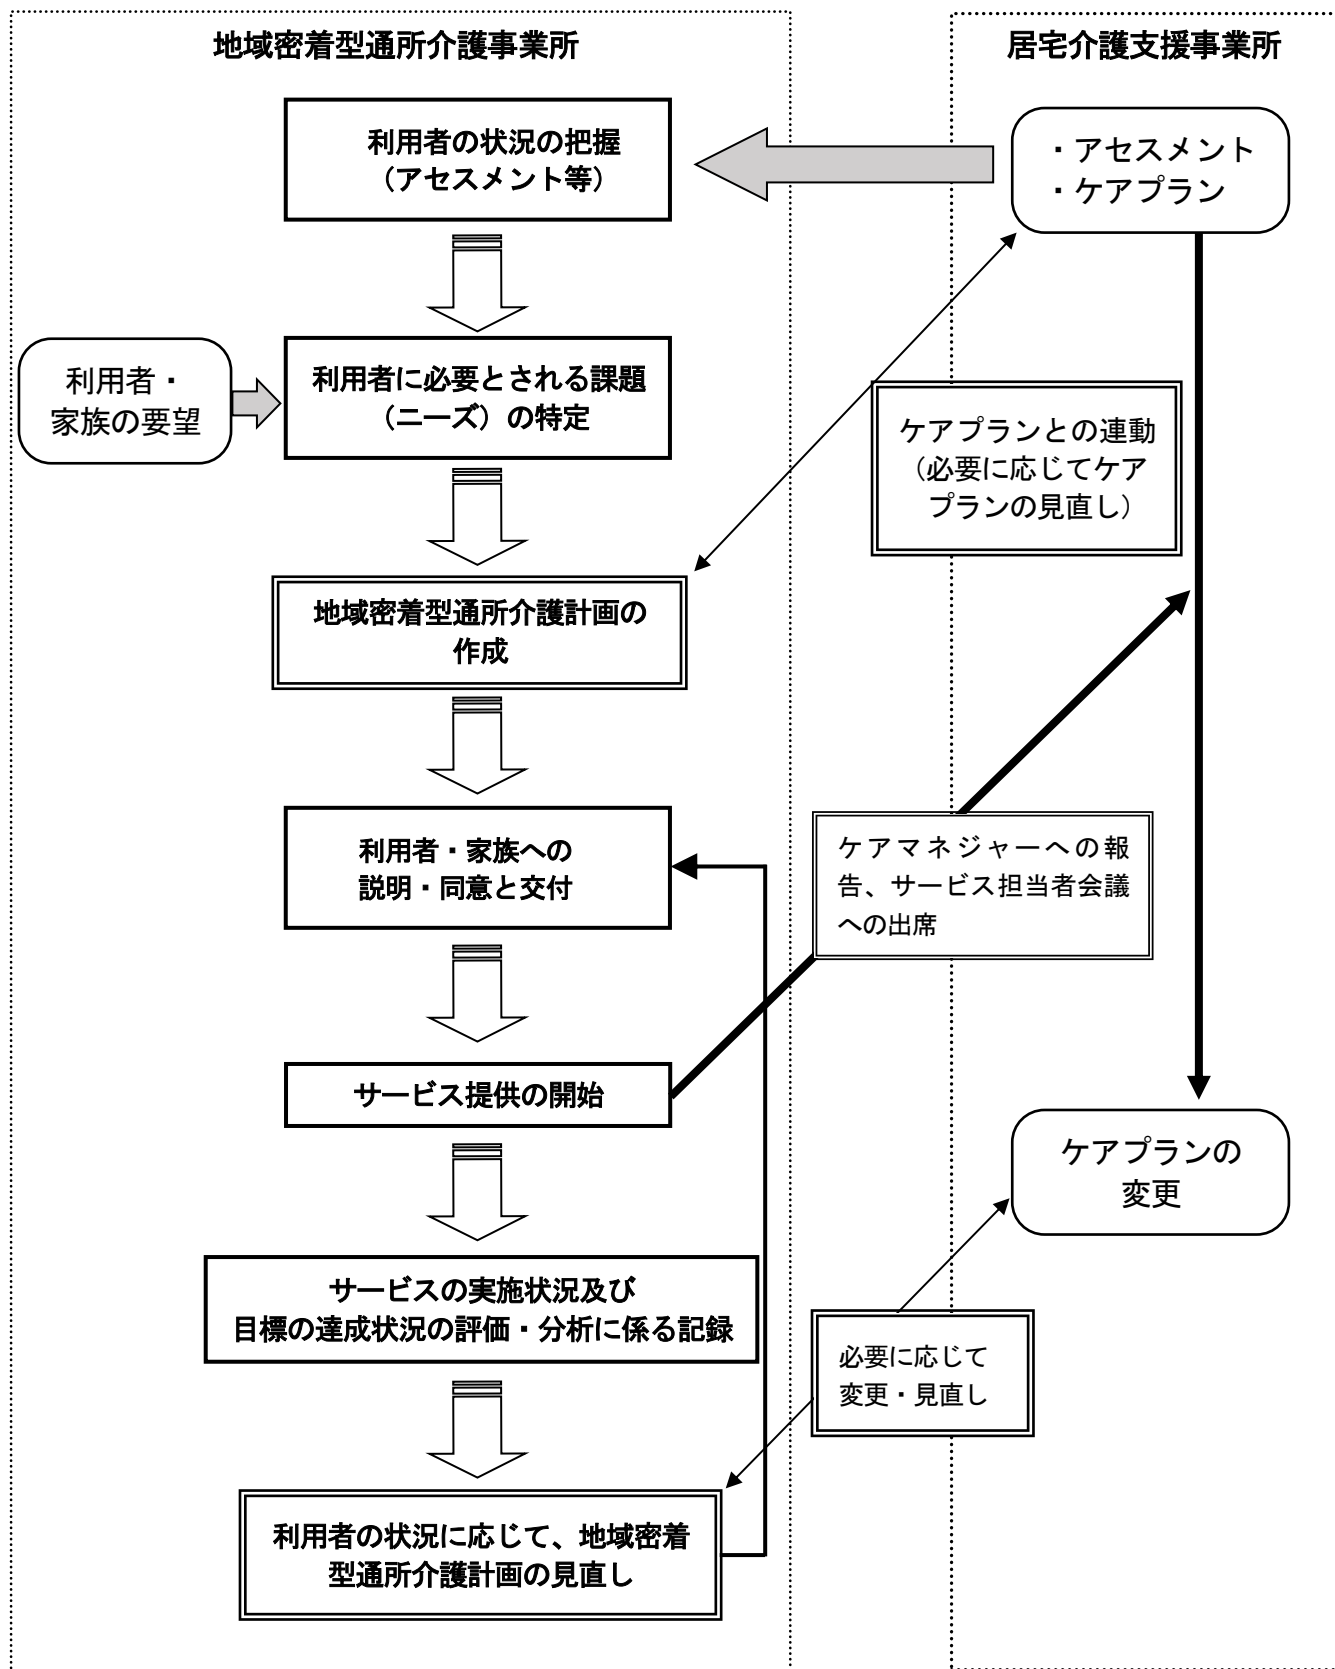 地域密着型通所介護事業所
居宅介護支援事業所
利用者の状況の把握
（アセスメント等）
・アセスメント
・ケアプラン
利用者・
家族の要望
利用者に必要とされる課題
（ニーズ）の特定
ケアプランとの連動
（必要に応じてケア
プランの見直し）
地域密着型通所介護計画の
作成
利用者・家族への
説明・同意と交付
ケアマネジャーへの報
告、サービス担当者会議
への出席
サービス提供の開始
ケアプランの
変更
サービスの実施状況及び
目標の達成状況の評価・分析に係る記録
必要に応じて
変更・見直し
利用者の状況に応じて、地域密着
型通所介護計画の見直し